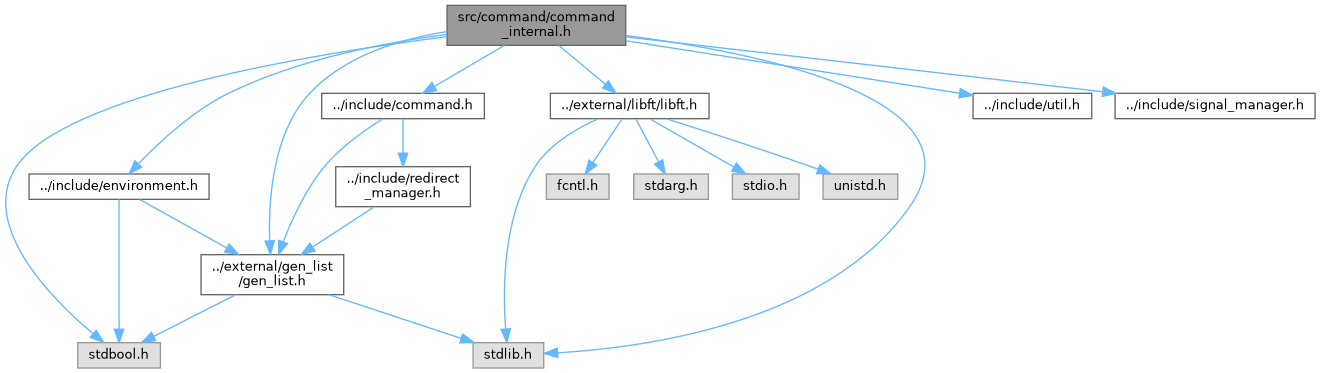 src/command/command
_internal.h
../include/command.h
../external/libft/libft.h
../include/util.h
../include/signal_manager.h
../include/environment.h
../include/redirect
_manager.h
fcntl.h
stdarg.h
stdio.h
unistd.h
../external/gen_list
/gen_list.h
stdbool.h
stdlib.h